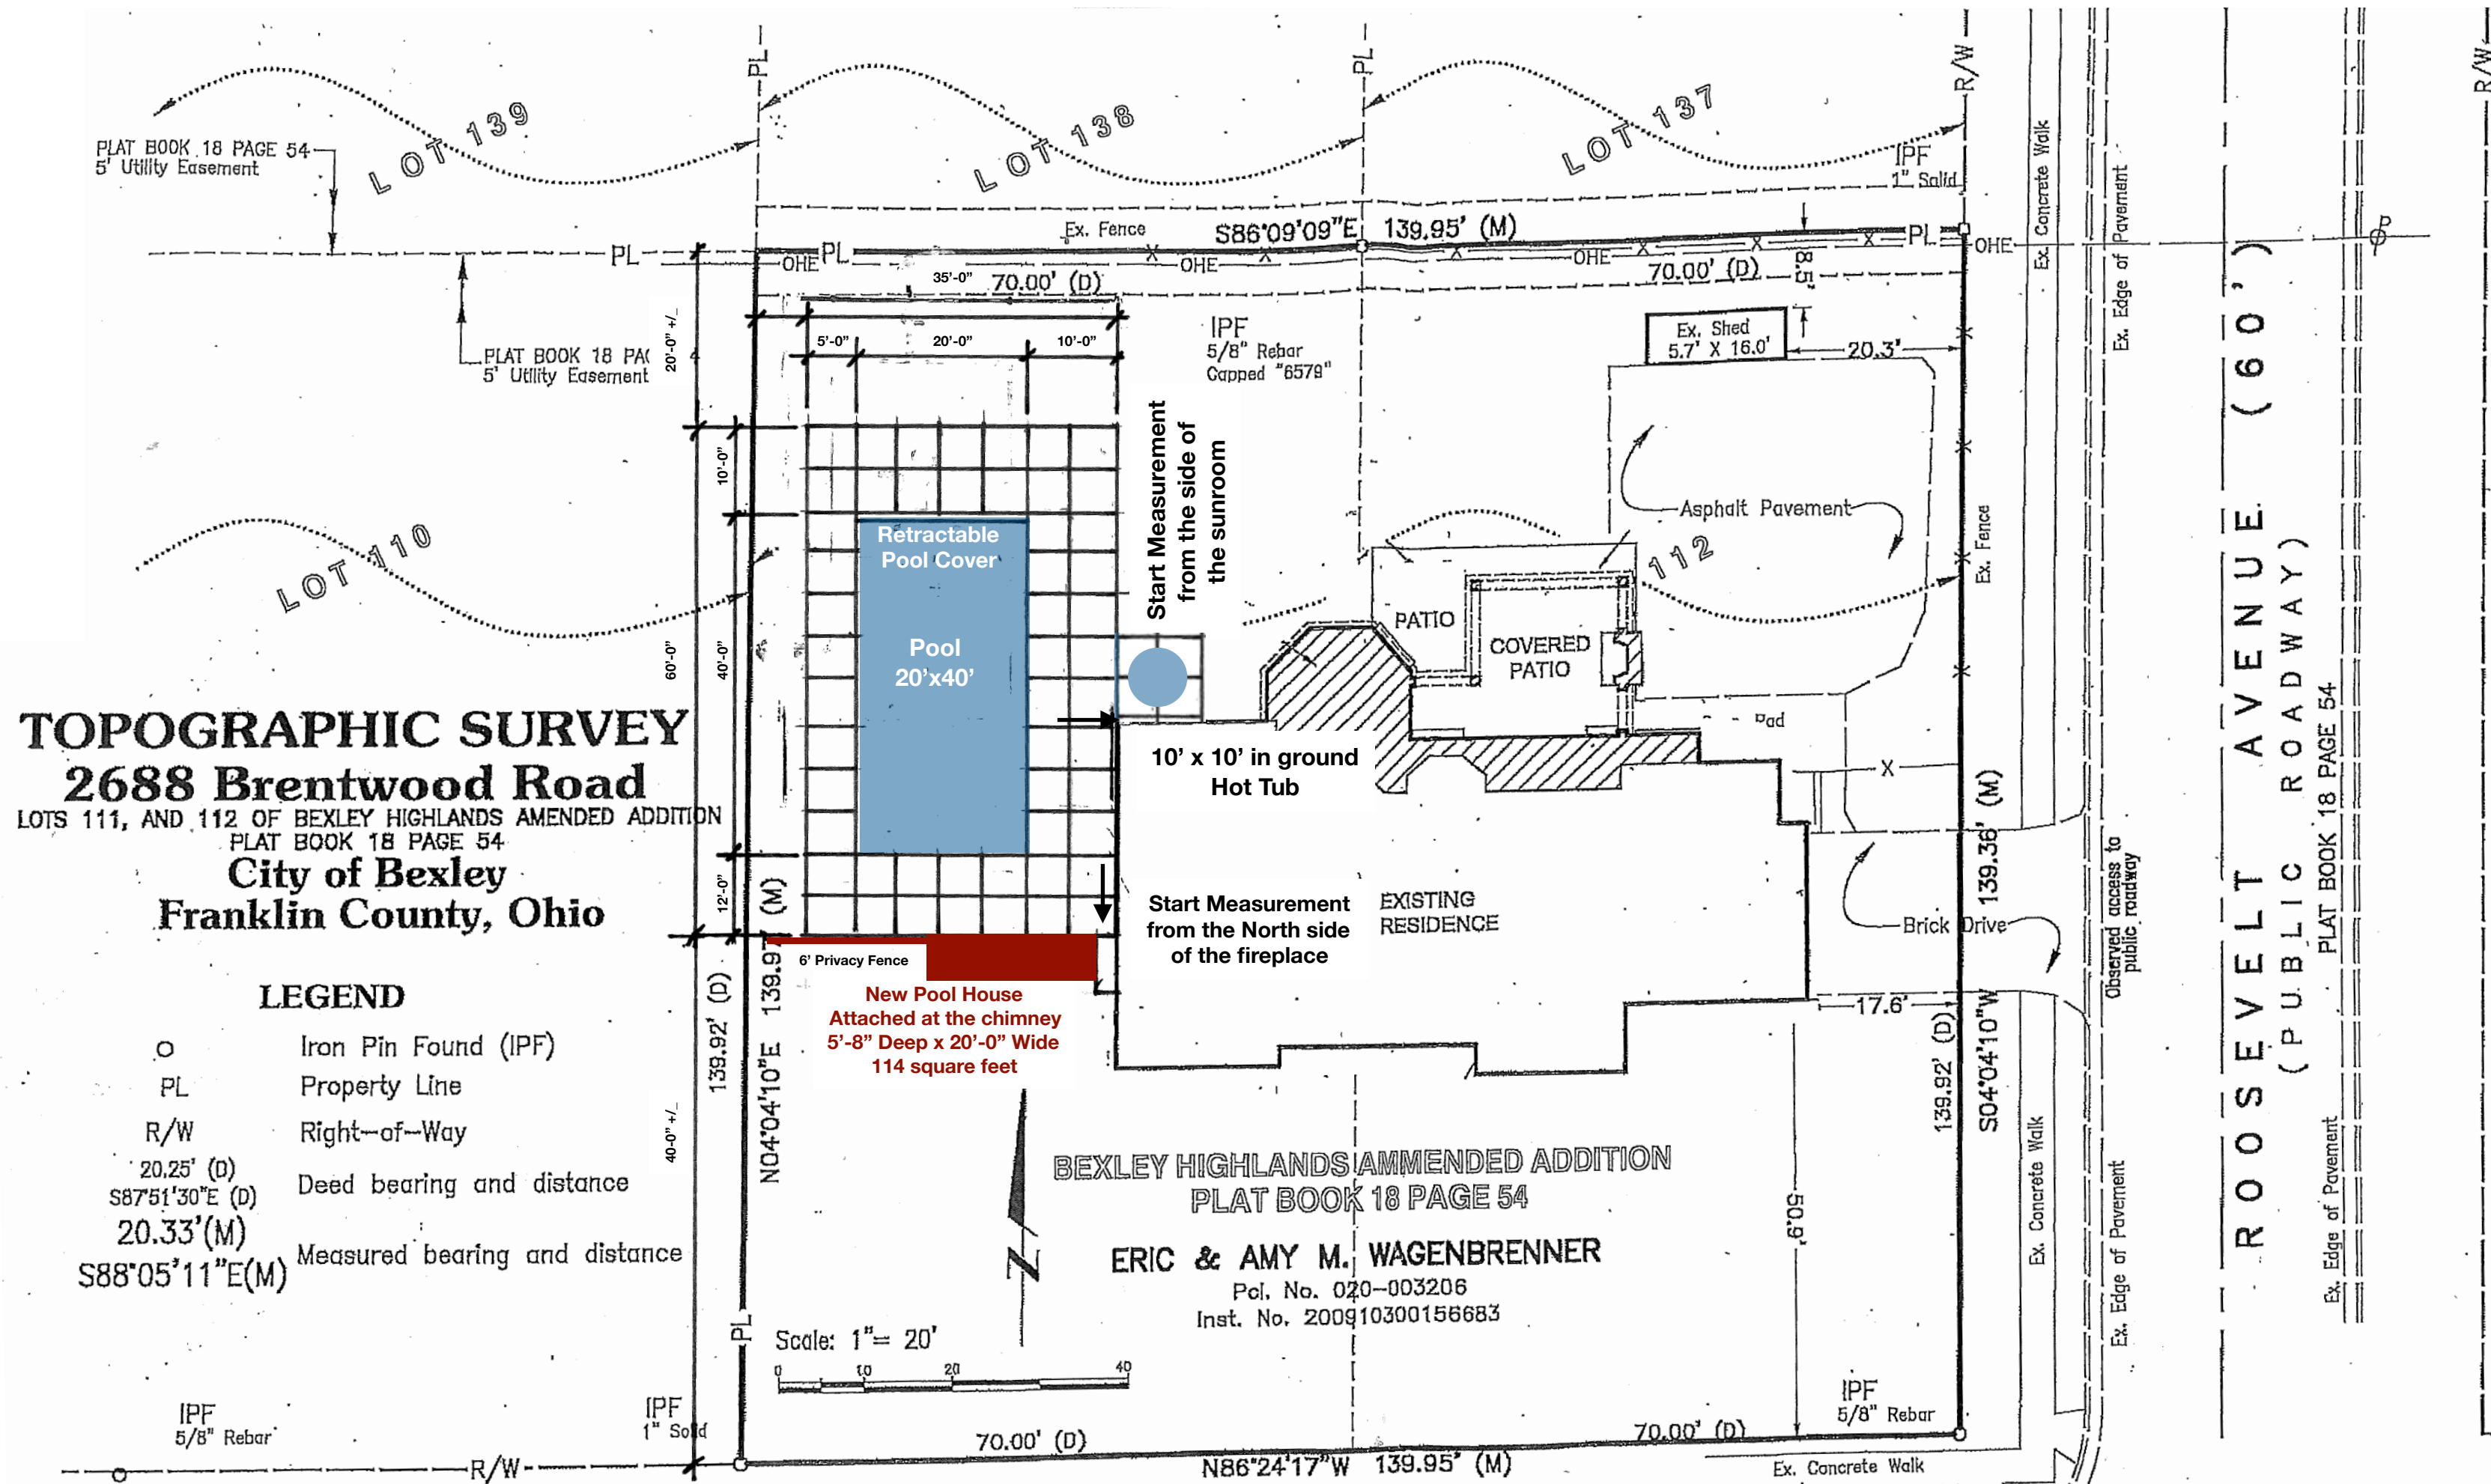 PL
PL
R/W
R/W
LOT 139
LOT 138
LOT 137
PLAT BOOK 18 PAGE 54
5' Utility Easement
IPF
1" Solid
Ex. Concrete Walk
Ex. Edge of Pavement
Ex. Fence
S86°09'09"E 139.95' (M)
PL
PL
PL
OHE
OHE
OHE
OHE
P
35'-0"
70.00' (D)
70.00' (D)
8.5'
20'-0" +/_
PLAT BOOK 18 PA
5' Utility Easement
5'-0"
20'-0"
10'-0"
IPF
5/8" Rebar
Capped "6579"
Ex. Shed
5.7' X 16.0'
20.3'
Start Measurement
from the side of
the sunroom
10'-0"
Retractable
Pool Cover
Asphalt Pavement
LOT 110
112
Ex. Fence
PATIO
COVERED
PATIO
Pool
20'x40'
60'-0"
40'-0"
pad
TOPOGRAPHIC SURVEY
2688 Brentwood Road
LOTS 111, AND 112 OF BEXLEY HIGHLANDS AMENDED ADDITION
PLAT BOOK 18 PAGE 54
City of Bexley
Franklin County, Ohio
10' x 10' in ground
Hot Tub
X
12'-0"
Start Measurement
from the North side
of the fireplace
EXISTING
RESIDENCE
Brick Drive
Observed access to
public roadway
ROOSEVELT AVENUE (60')
(PUBLIC ROADWAY)
PLAT BOOK 18 PAGE 54
6' Privacy Fence
New Pool House
Attached at the chimney
5'-8" Deep x 20'-0" Wide
114 square feet
17.6'
139.92' (D)
N04°04'10"E 139.97 (M)
139.92' (D)
S04°04'10"W 139.36' (M)
LEGEND
O Iron Pin Found (IPF)
PL Property Line
R/W Right-of-Way
20.25' (D)
S87°51'30"E (D) Deed bearing and distance
20.33'(M)
S88°05'11"E(M) Measured bearing and distance
40-0" +/_
N
BEXLEY HIGHLANDS AMMENDED ADDITION
PLAT BOOK 18 PAGE 54
ERIC & AMY M. WAGENBRENNER
Pcl. No. 020-003206
Inst. No. 200910300156683
50.9'
Ex. Concrete Walk
Ex. Edge of Pavement
Ex. Edge of Pavement
Scale: 1"= 20'
0 10 20 40
PL
IPF
5/8" Rebar
IPF
1" Solid
IPF
5/8" Rebar
70.00' (D)
70.00' (D)
R/W
N86°24'17"W 139.95' (M)
Ex. Concrete Walk